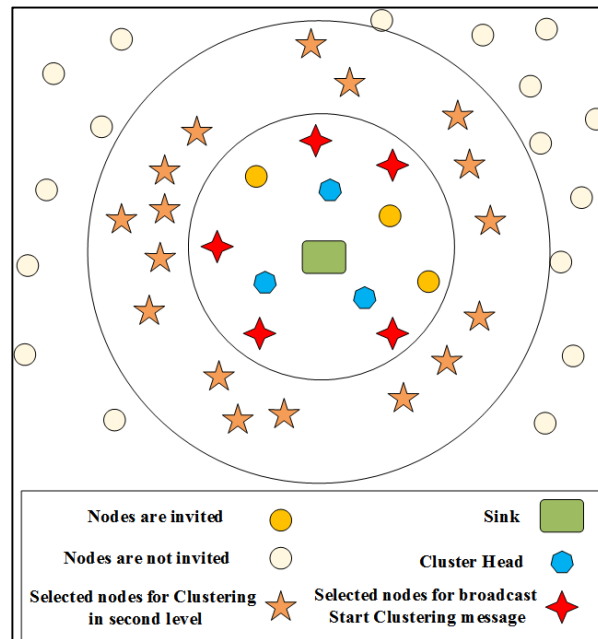 Nodes are invited
Sink
Nodes are not invited
Cluster Head
Selected nodes for Clustering
in second level
Selected nodes for broadcast
Start Clustering message